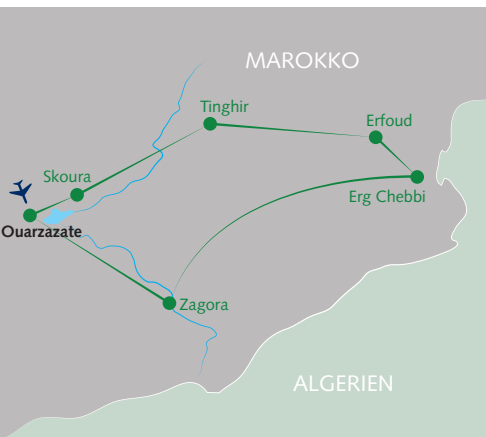 MAROKKO
Tinghir
Erfoud
Skoura
Erg Chebbi
Ouarzazate
Zagora
ALGERIEN